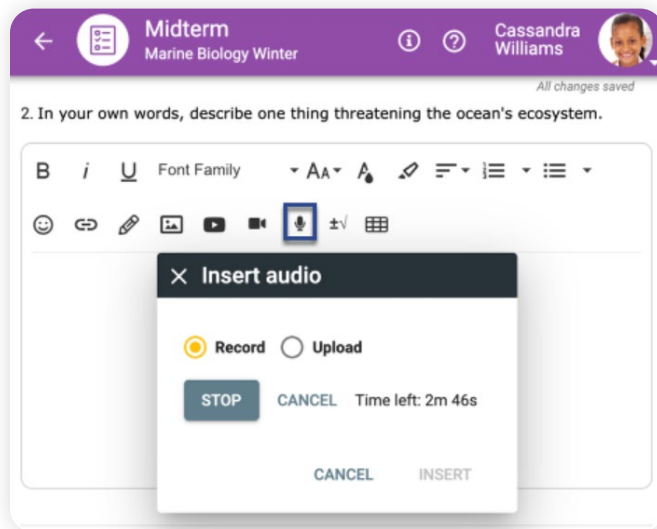 Midterm
Marine Biology Winter
Cassandra
Williams
All changes saved
2. In your own words, describe one thing threatening the ocean's ecosystem.
B i U Font Family AA A
±√
Insert audio
Record Upload
STOP CANCEL Time left: 2m 46s
CANCEL INSERT